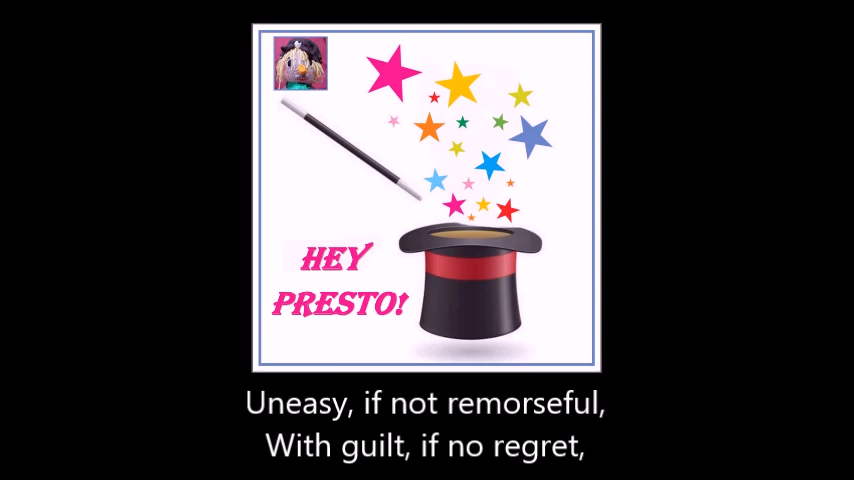 HEY
PRESTO!
Uneasy, if not remorseful,
With guilt, if no regret,